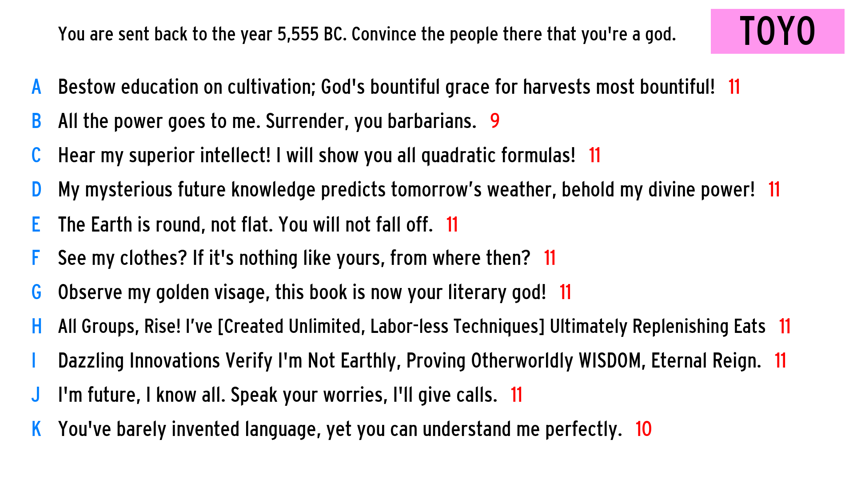 You are sent back to the year 5,555 BC. Convince the people there that you're a god.
TOYO
A Bestow education on cultivation; God's bountiful grace for harvests most bountiful! 11
B All the power goes to me. Surrender, you barbarians. 9
C Hear my superior intellect! I will show you all quadratic formulas! 11
D My mysterious future knowledge predicts tomorrow’s weather, behold my divine power! 11
E The Earth is round, not flat. You will not fall off. 11
F See my clothes? If it's nothing like yours, from where then? 11
G Observe my golden visage, this book is now your literary god! 11
H All Groups, Rise! I’ve [Created Unlimited, Labor-less Techniques] Ultimately Replenishing Eats 11
I Dazzling Innovations Verify I'm Not Earthly, Proving Otherworldly WISDOM, Eternal Reign. 11
J I'm future, I know all. Speak your worries, I'll give calls. 11
K You've barely invented language, yet you can understand me perfectly. 10